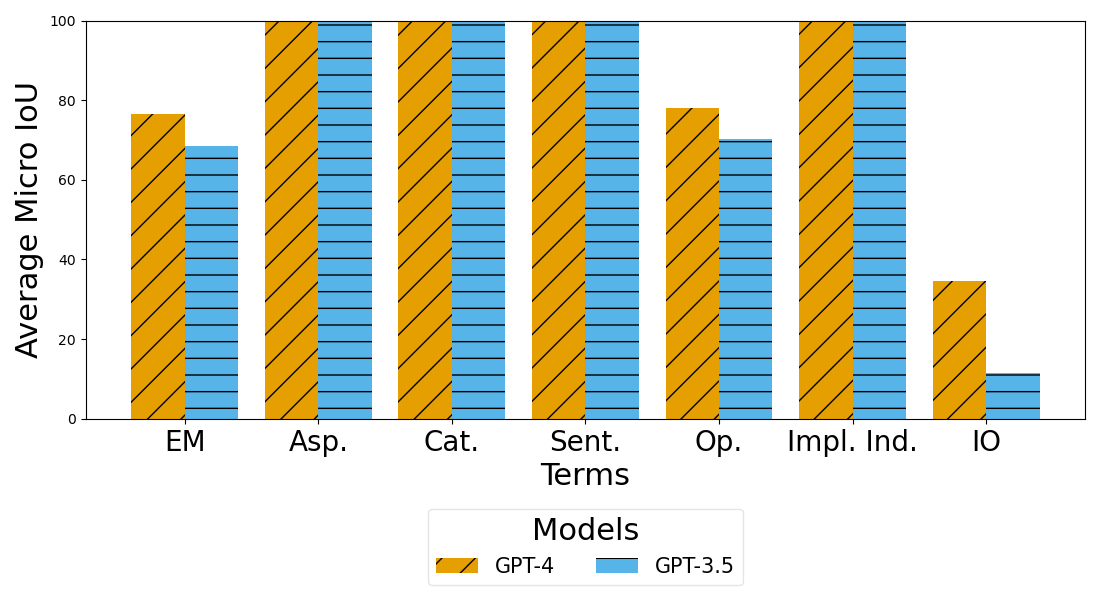 100
80
60
40
20
0
Average Micro IoU
EM Asp. Cat. Sent. Op. Impl. Ind. IO
Terms
Models
GPT-4 GPT-3.5